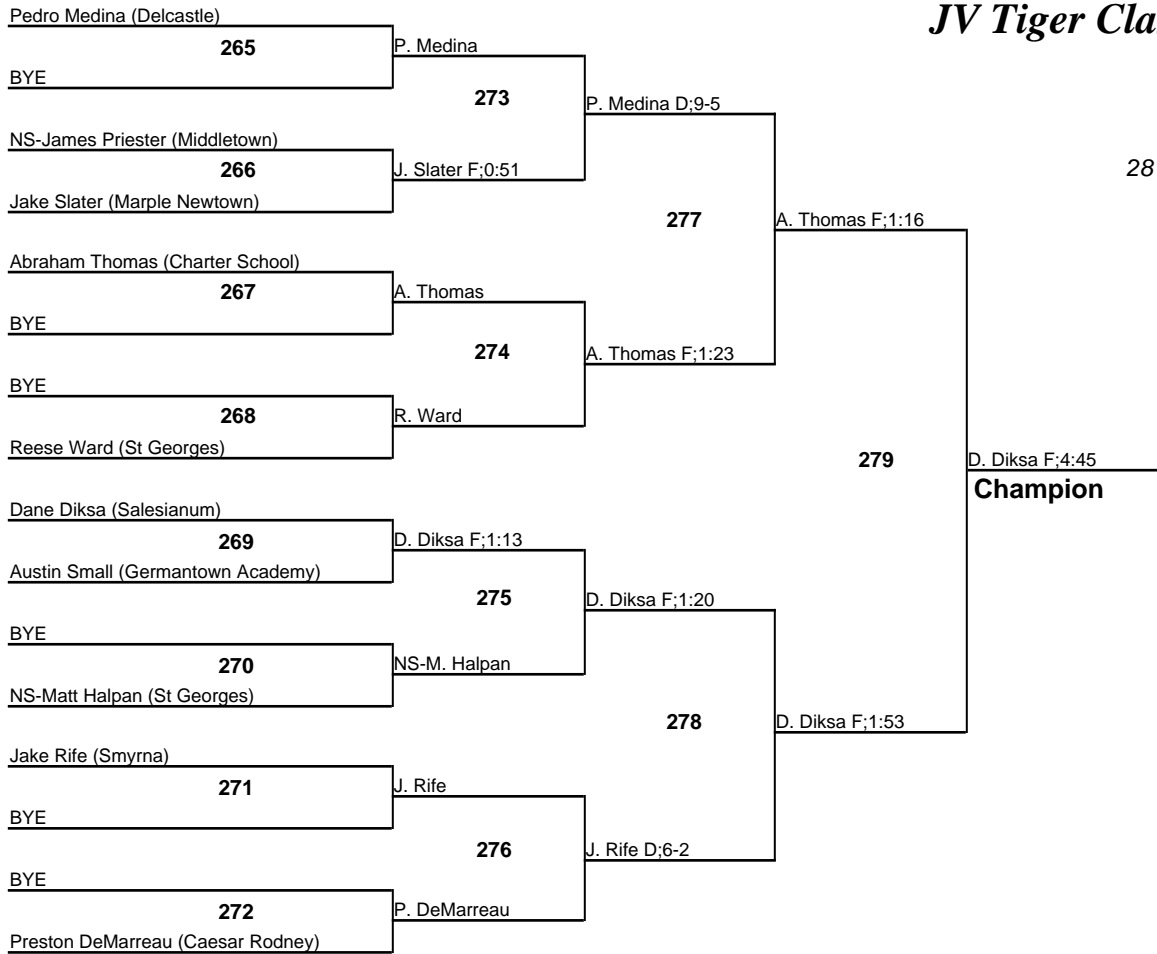 JV Tiger Cla
28
Pedro Medina (Delcastle)
265
BYE
P. Medina
273
NS-James Priester (Middletown)
266
Jake Slater (Marple Newtown)
J. Slater F;0:51
P. Medina D;9-5
277
Abraham Thomas (Charter School)
267
BYE
A. Thomas
274
BYE
268
Reese Ward (St Georges)
R. Ward
A. Thomas F;1:23
A. Thomas F;1:16
279
D. Diksa F;4:45
Champion
Dane Diksa (Salesianum)
269
Austin Small (Germantown Academy)
D. Diksa F;1:13
275
BYE
270
NS-Matt Halpan (St Georges)
NS-M. Halpan
D. Diksa F;1:20
278
D. Diksa F;1:53
Jake Rife (Smyrna)
271
BYE
J. Rife
276
BYE
272
Preston DeMarreau (Caesar Rodney)
P. DeMarreau
J. Rife D;6-2